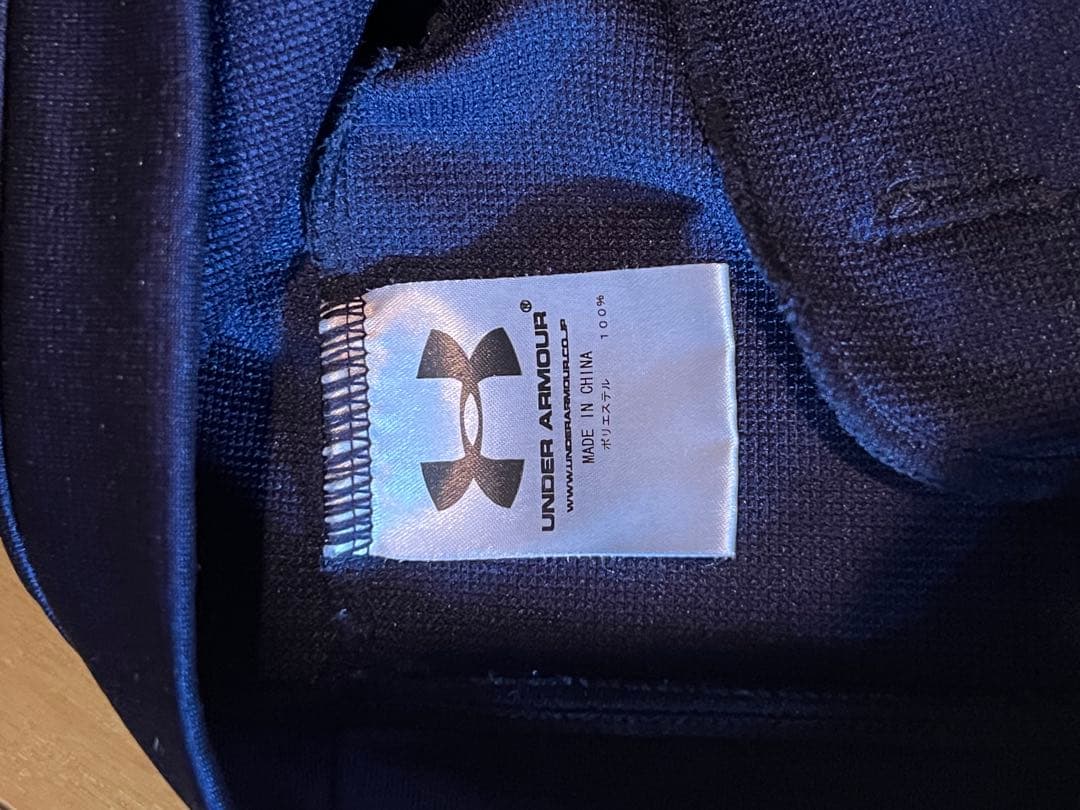 UNDER ARMOUR®
WWW.UNDERARMOUR.CO.JP
MADE IN CHINA
ポリエステル 100%